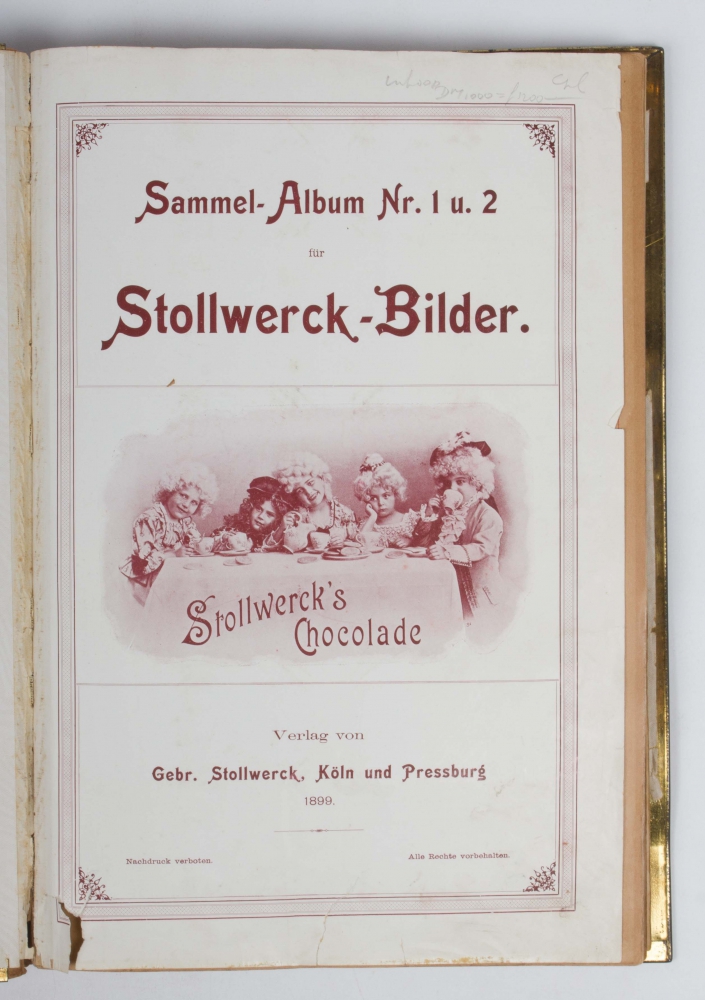 Sammel-Album Nr. 1 u. 2
für
Stollwerck-Bilder.
Stollwerck's
Chocolade
Verlag von
Gebr. Stollwerck, Köln und Pressburg
1899.
Nachdruck verboten.
Alle Rechte vorbehalten.